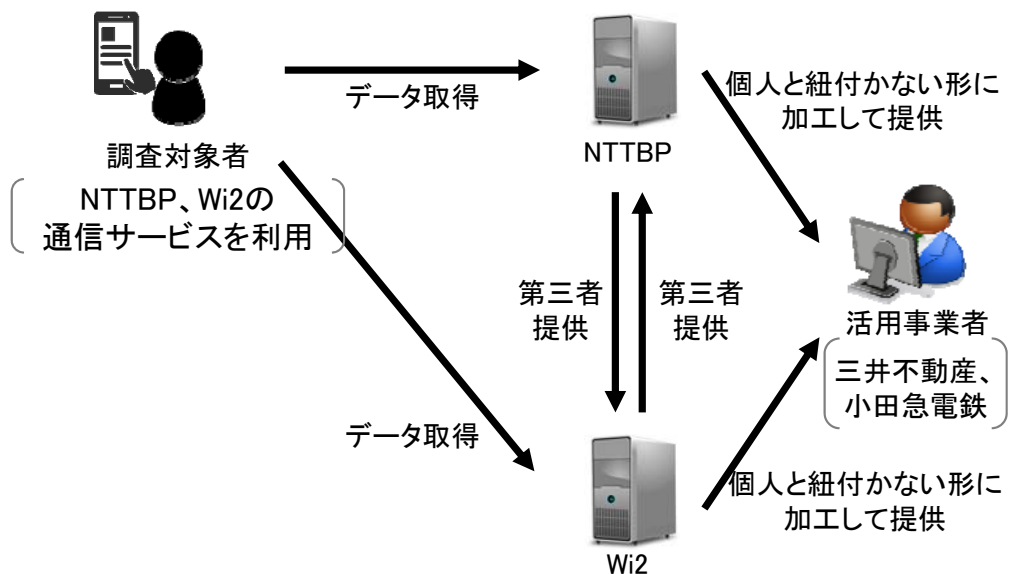 データ取得
NTTBP
個人と紐付かない形に
加工して提供
調査対象者
NTTBP、Wi2の
通信サービスを利用
第三者
提供
第三者
提供
活用事業者
三井不動産、
小田急電鉄
データ取得
Wi2
個人と紐付かない形に
加工して提供